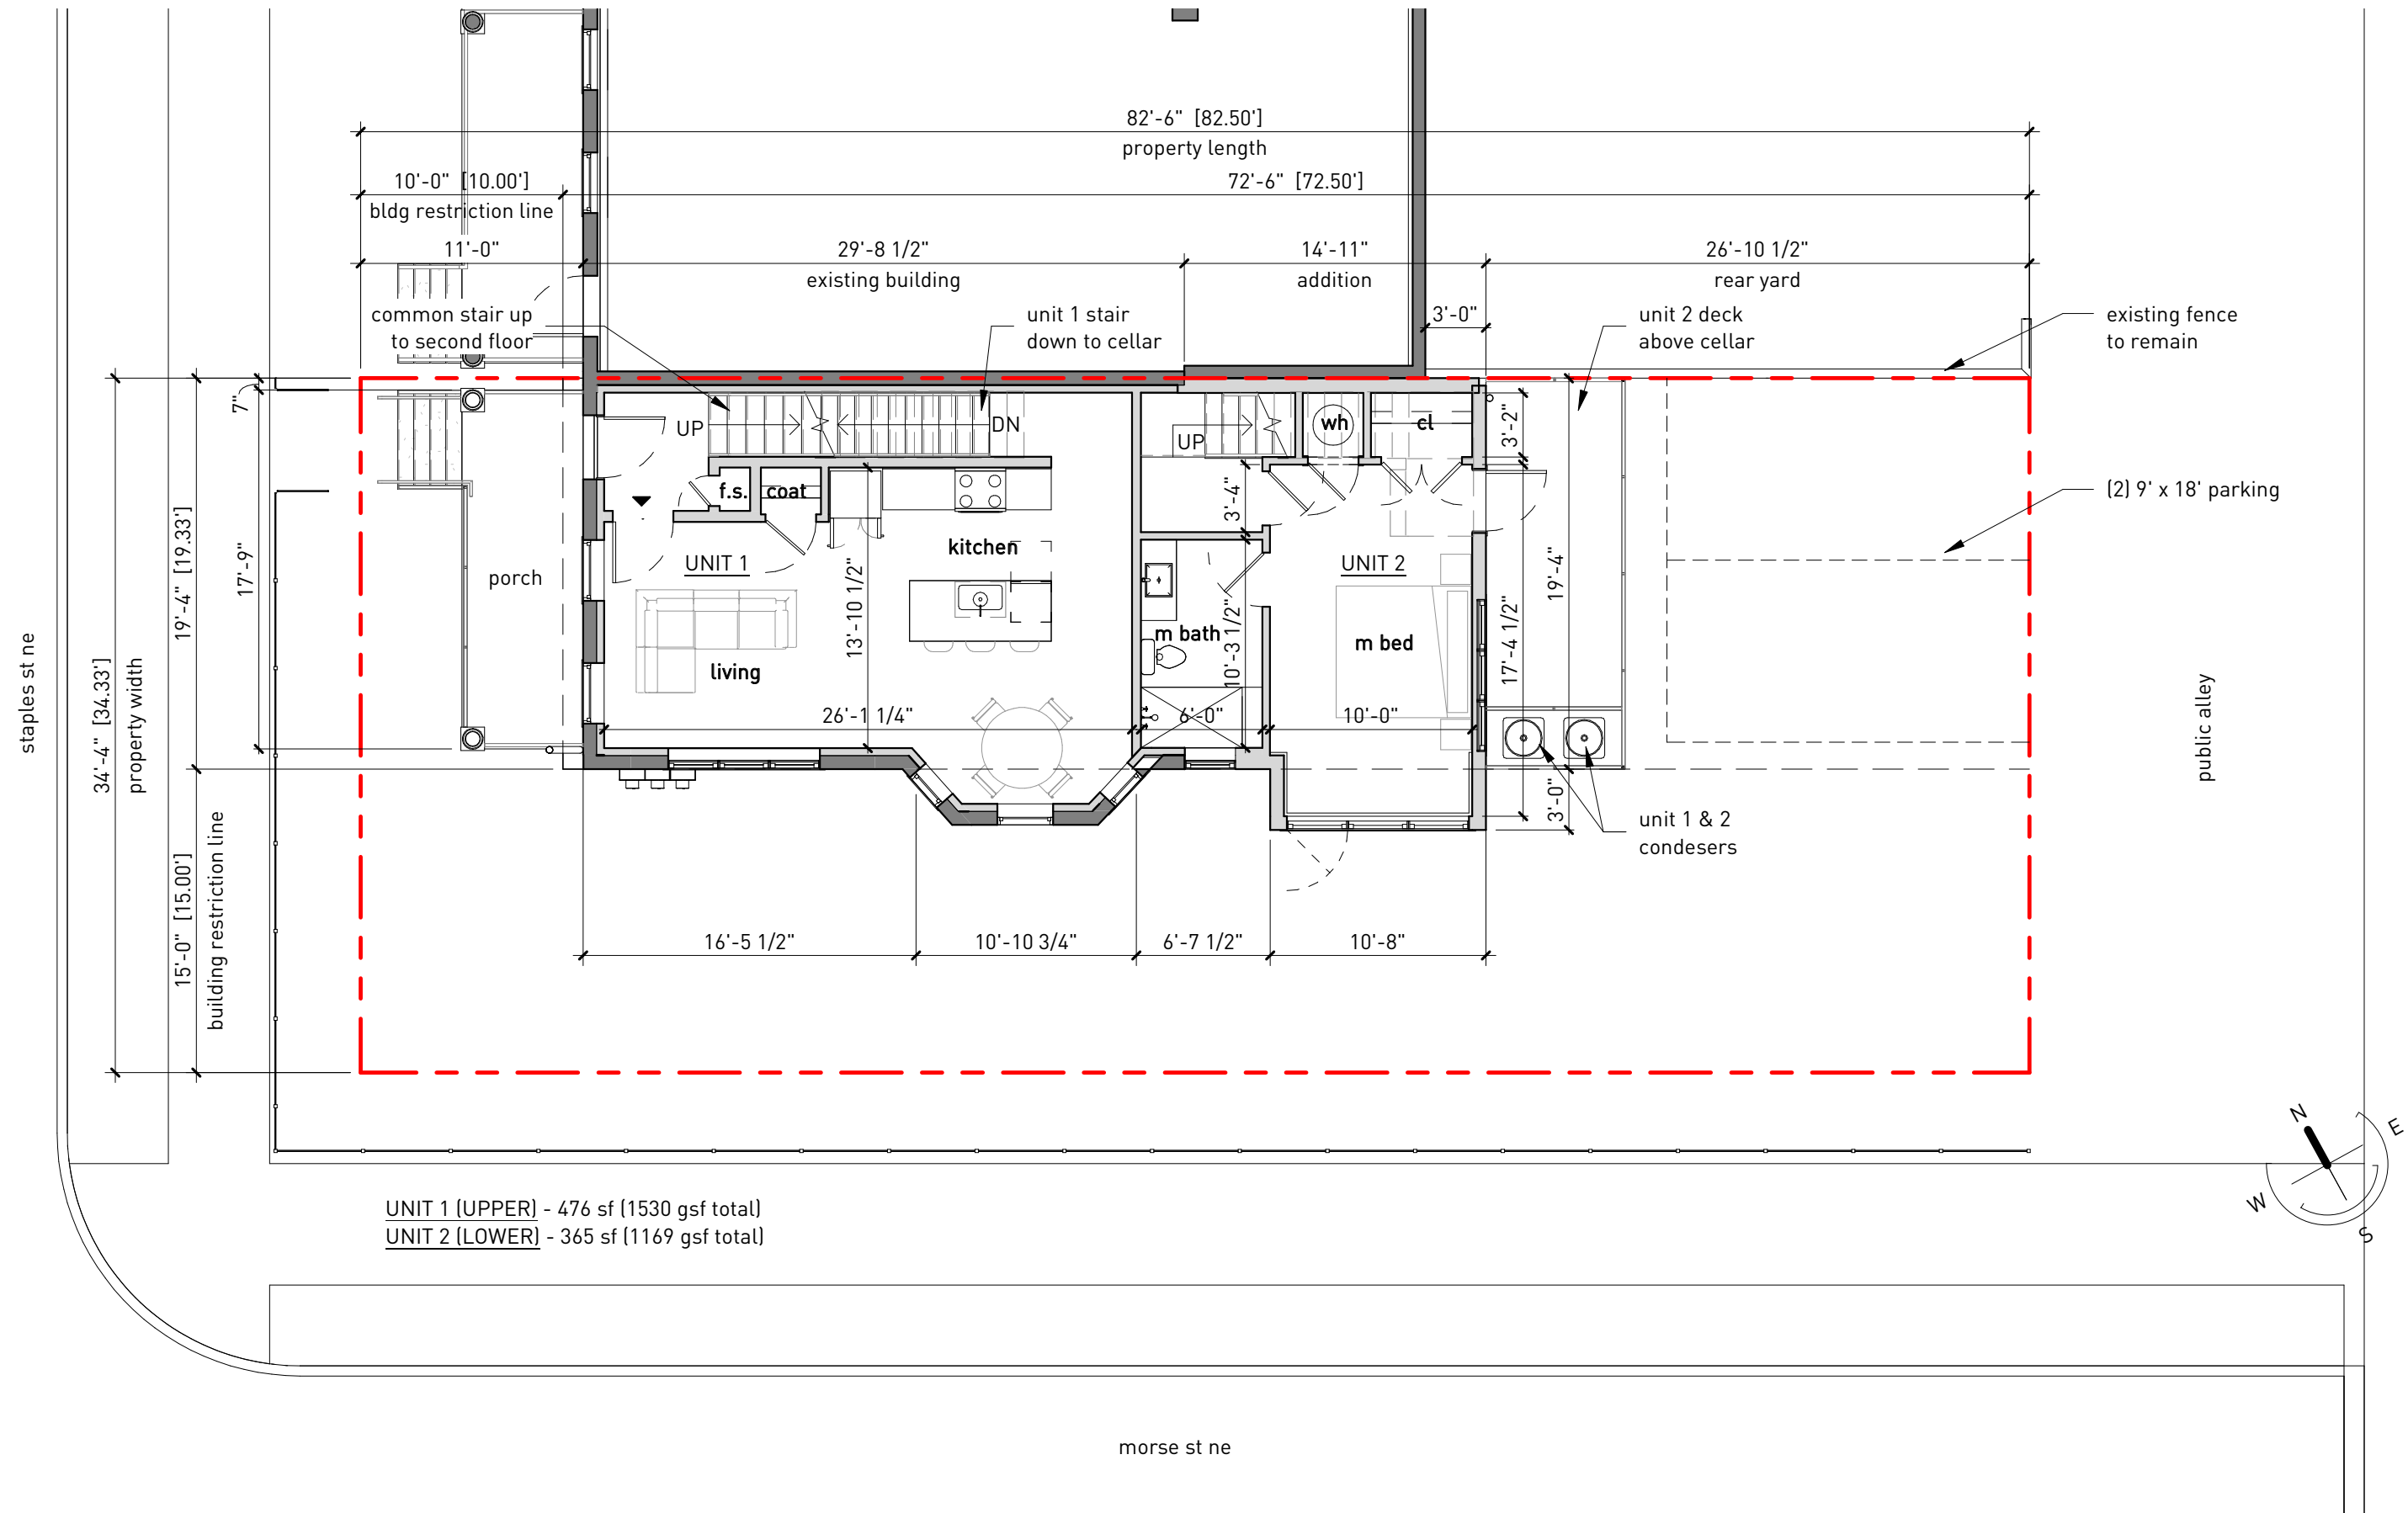 82'-6" [82.50']
property length
10'-0" [10.00']
72'-6" [72.50']
bldg restriction line
11'-0"
29'-8 1/2"
existing building
14'-11"
addition
26'-10 1/2"
rear yard
common stair up
to second floor
unit 1 stair
down to cellar
3'-0"
unit 2 deck
above cellar
existing fence
to remain
(2) 9' x 18' parking
7"
17'-9"
19'-4" [19.33']
34'-4" [34.33']
property width
15'-0" [15.00']
building restriction line
staples st ne
porch
UP
DN
UP
wh
cl
3'-2"
f.s.
coat
3'-4"
kitchen
UNIT 1
UNIT 2
13'-10 1/2"
living
m bath
10'-3 1/2"
m bed
17'-4 1/2"
19'-4"
26'-1 1/4"
6'-0"
10'-0"
3'-0"
unit 1 & 2
condesers
public alley
16'-5 1/2"
10'-10 3/4"
6'-7 1/2"
10'-8"
N
E
W
S
UNIT 1 (UPPER) - 476 sf (1530 gsf total)
UNIT 2 (LOWER) - 365 sf (1169 gsf total)
morse st ne